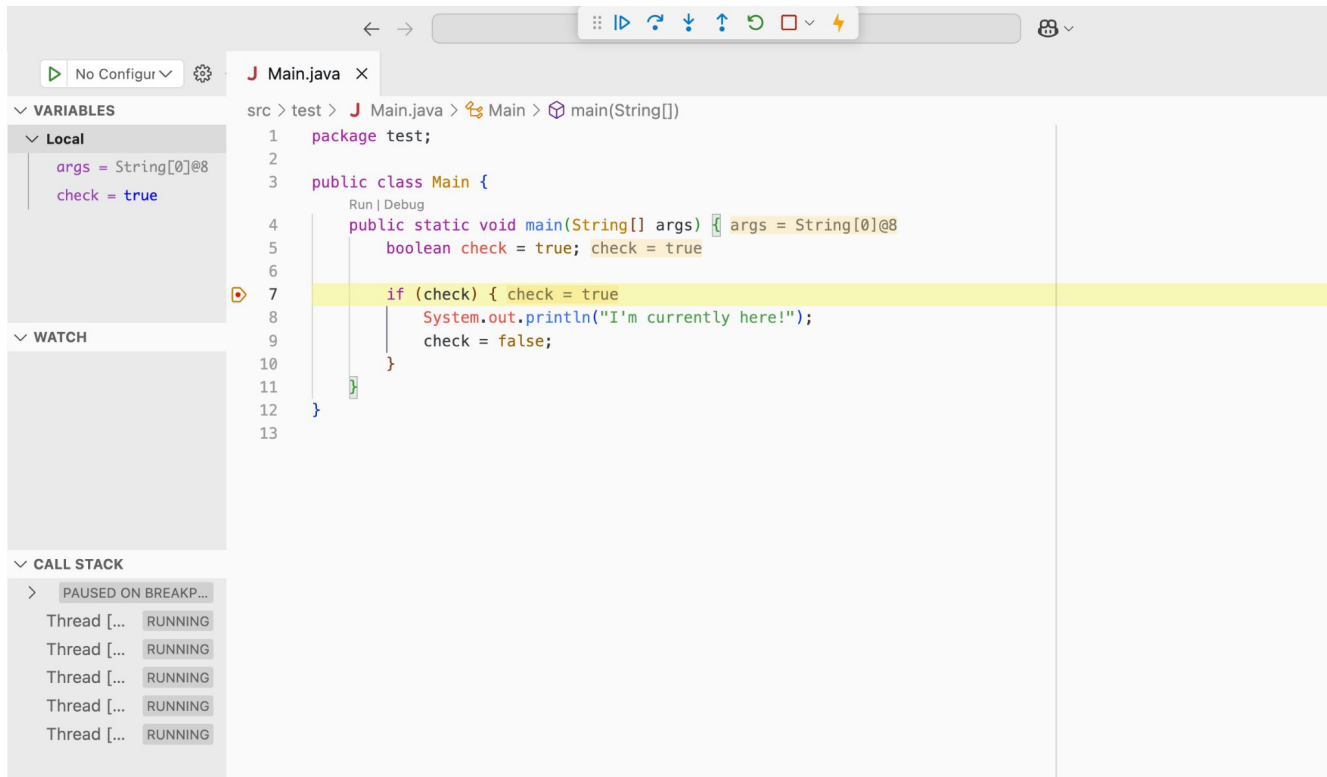 No Configur
J Main.java ×
VARIABLES
Local
args = String[0]@8
check = true
WATCH
CALL STACK
PAUSED ON BREAKP...
Thread [... RUNNING
Thread [... RUNNING
Thread [... RUNNING
Thread [... RUNNING
Thread [... RUNNING
src > test > J Main.java > Main > main(String[])
1 package test;
2
3 public class Main {
Run | Debug
4 public static void main(String[] args) { args = String[0]@8
5 boolean check = true; check = true
6
7 if (check) { check = true
8 System.out.println("I'm currently here!");
9 check = false;
10 }
11 }
12 }
13